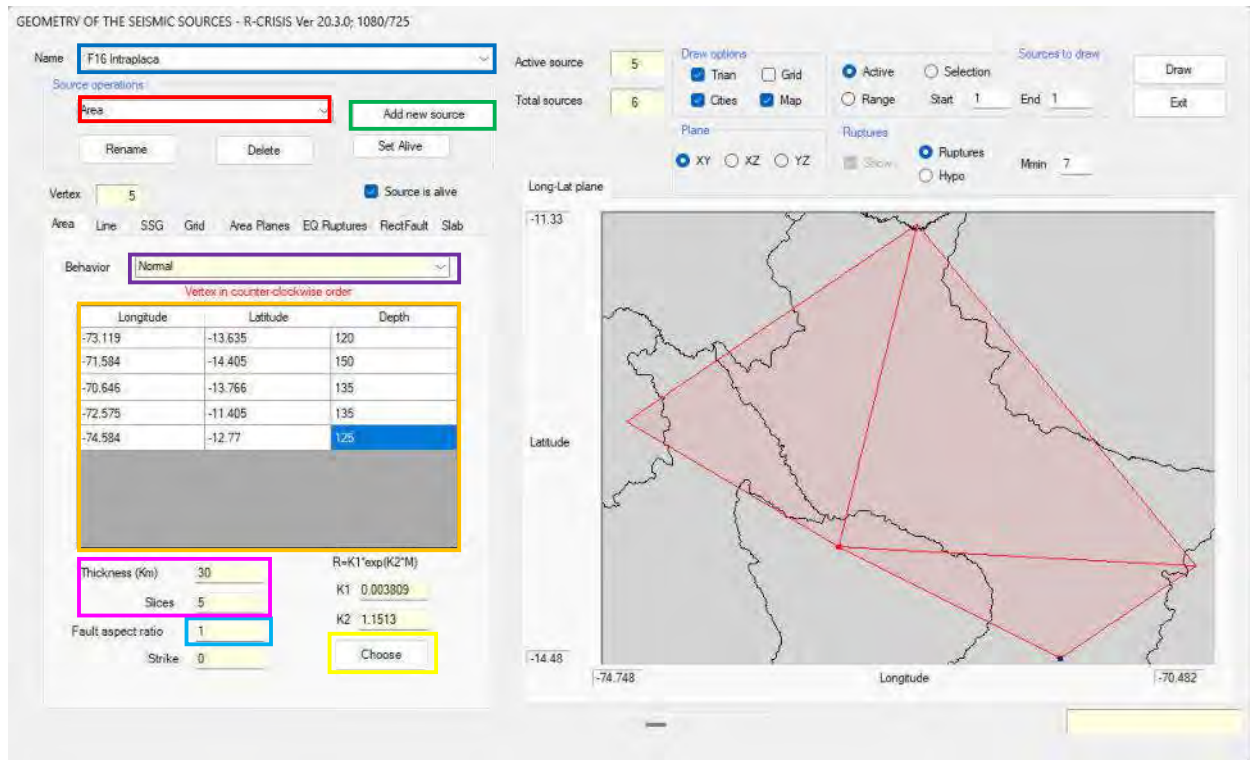 GEOMETRY OF THE SEISMIC SOURCES - R-CRISIS Ver 20.3.0; 1080/725
Name F16 Intraplaca
Source operations
Area
Add new source
Rename Delete Set Alive
Vertex 5 Source is alive
Area Line SSG Grid Area Planes EQ Ruptures RectFault Slab
Behavior Normal
Vertex in counter-clockwise order
Longitude Latitude Depth
-73.119 -13.635 120
-71.584 -14.405 150
-70.646 -13.766 135
-72.575 -11.405 135
-74.584 -12.77 125
Thickness (Km) 30
Slices 5
Fault aspect ratio 1
Strike 0
R=K1*exp(K2*M)
K1 0.003809
K2 1.1513
Choose
Active source 5
Total sources 6
Draw options
Trian Grid
Cities Map
Active Selection
Range Start 1 End 1
Sources to draw
Draw
Exit
Plane
XY XZ YZ
Ruptures
Show Ruptures
Hypo
Mmin 7
Long-Lat plane
-11.33
Latitude
-14.48
-74.748 Longitude -70.482